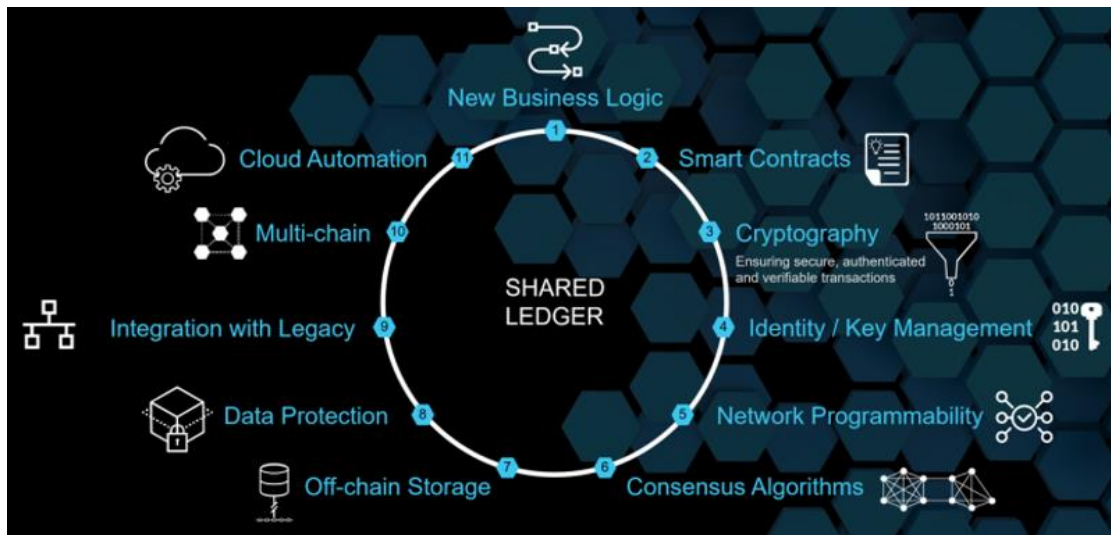 New Business Logic
1
11
Cloud Automation
2
Smart Contracts
10
Multi-chain
3
Cryptography
Ensuring secure, authenticated
and verifiable transactions
1011001010
1000101
0
1
SHARED
LEDGER
9
Integration with Legacy
4
Identity / Key Management
010
101
010
8
Data Protection
5
Network Programmability
7
Off-chain Storage
6
Consensus Algorithms